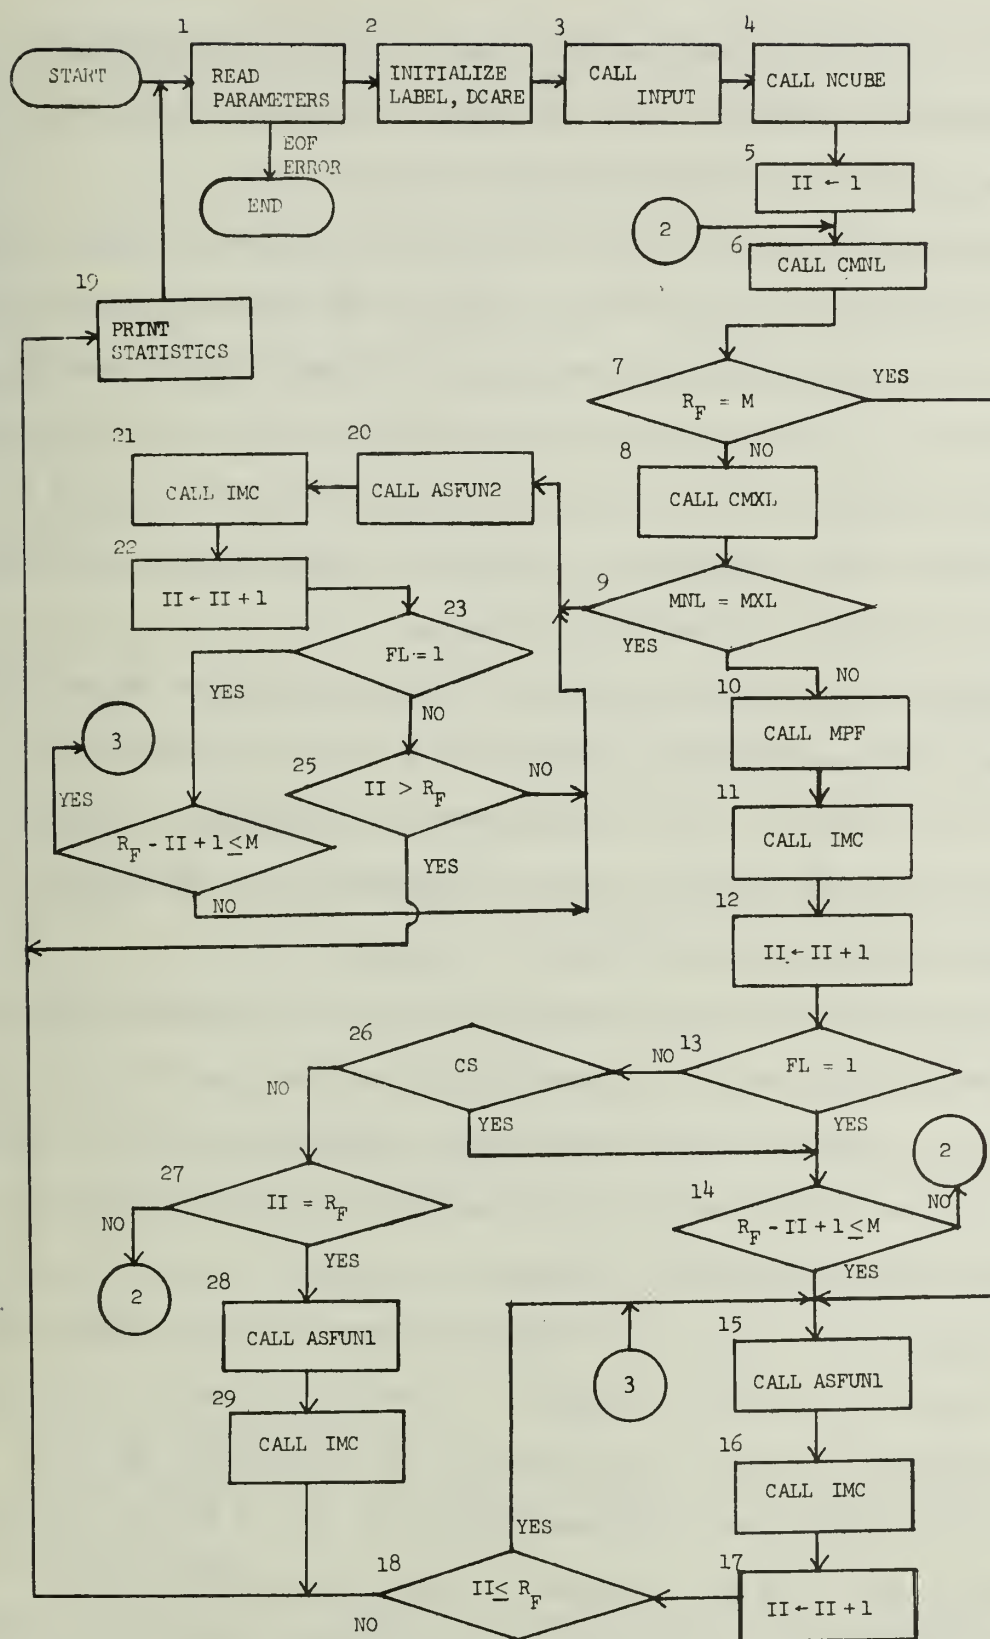 1
START
READ
PARAMETERS
EOF
ERROR
END
2
INITIALIZE
LABEL, DCARE
3
CALL
INPUT
4
CALL NCUBE
5
II ← 1
2
6
CALL CMNL
7
R_F = M
YES
NO
8
CALL CMXL
9
MNL = MXL
YES
NO
10
CALL MPF
11
CALL IMC
12
II ← II + 1
13
FL = 1
NO
YES
14
R_F - II + 1 ≤ M
NO
2
YES
15
CALL ASFUN1
16
CALL IMC
17
II ← II + 1
18
II ≤ R_F
YES
NO
3
19
PRINT
STATISTICS
20
CALL ASFUN2
21
CALL IMC
22
II ← II + 1
23
FL = 1
YES
NO
25
II > R_F
NO
YES
R_F - II + 1 ≤ M
YES
NO
3
26
CS
NO
YES
27
II = R_F
NO
2
YES
28
CALL ASFUN1
29
CALL IMC